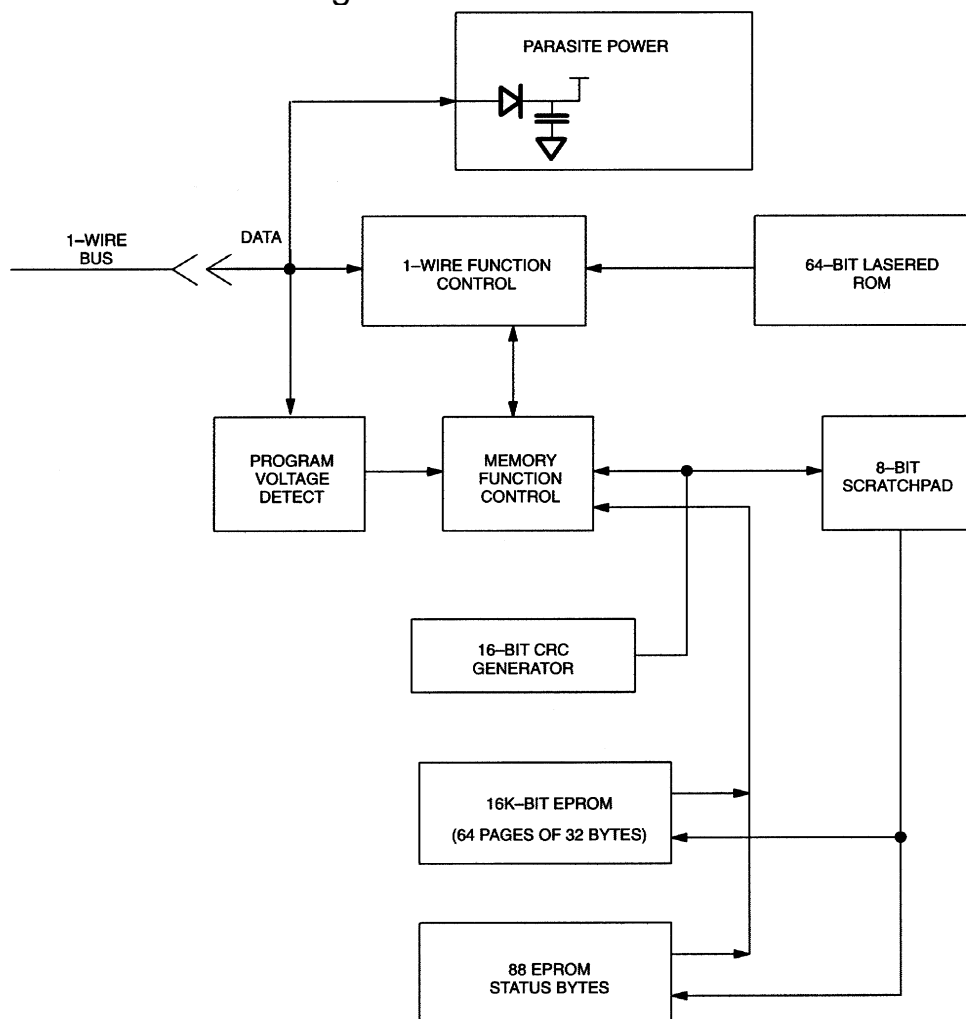 PARASITE POWER
1–WIRE
BUS
DATA
1–WIRE FUNCTION
CONTROL
64–BIT LASERED
ROM
PROGRAM
VOLTAGE
DETECT
MEMORY
FUNCTION
CONTROL
8–BIT
SCRATCHPAD
16–BIT CRC
GENERATOR
16K–BIT EPROM
(64 PAGES OF 32 BYTES)
88 EPROM
STATUS BYTES